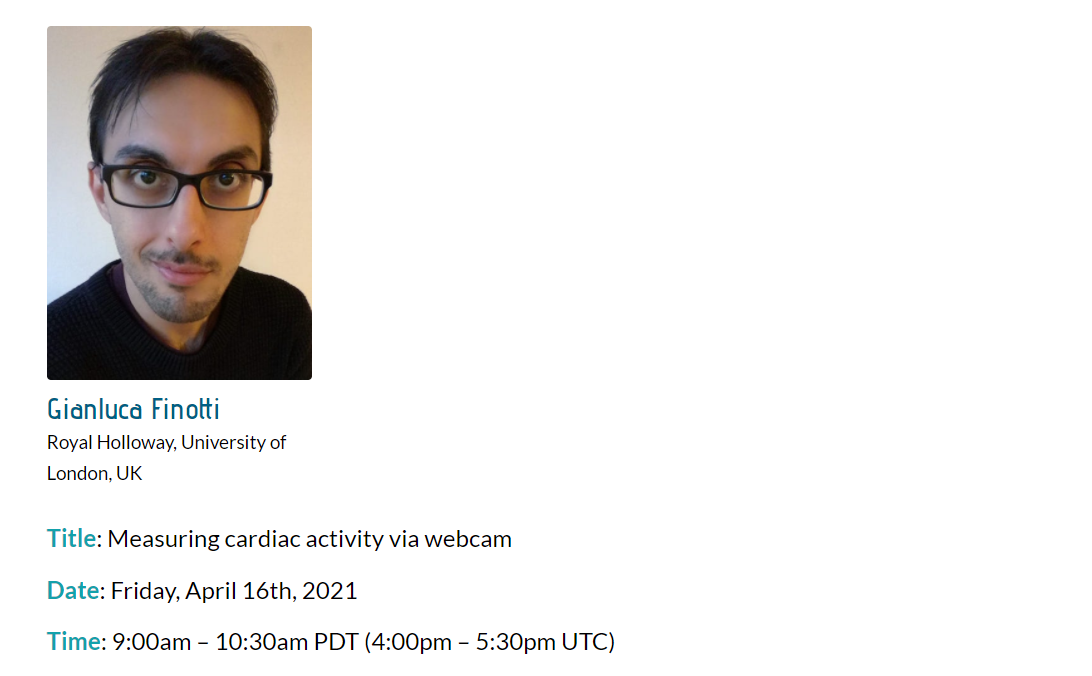 Gianluca Finotti
Royal Holloway, University of
London, UK
Title: Measuring cardiac activity via webcam
Date: Friday, April 16th, 2021
Time: 9:00am – 10:30am PDT (4:00pm – 5:30pm UTC)